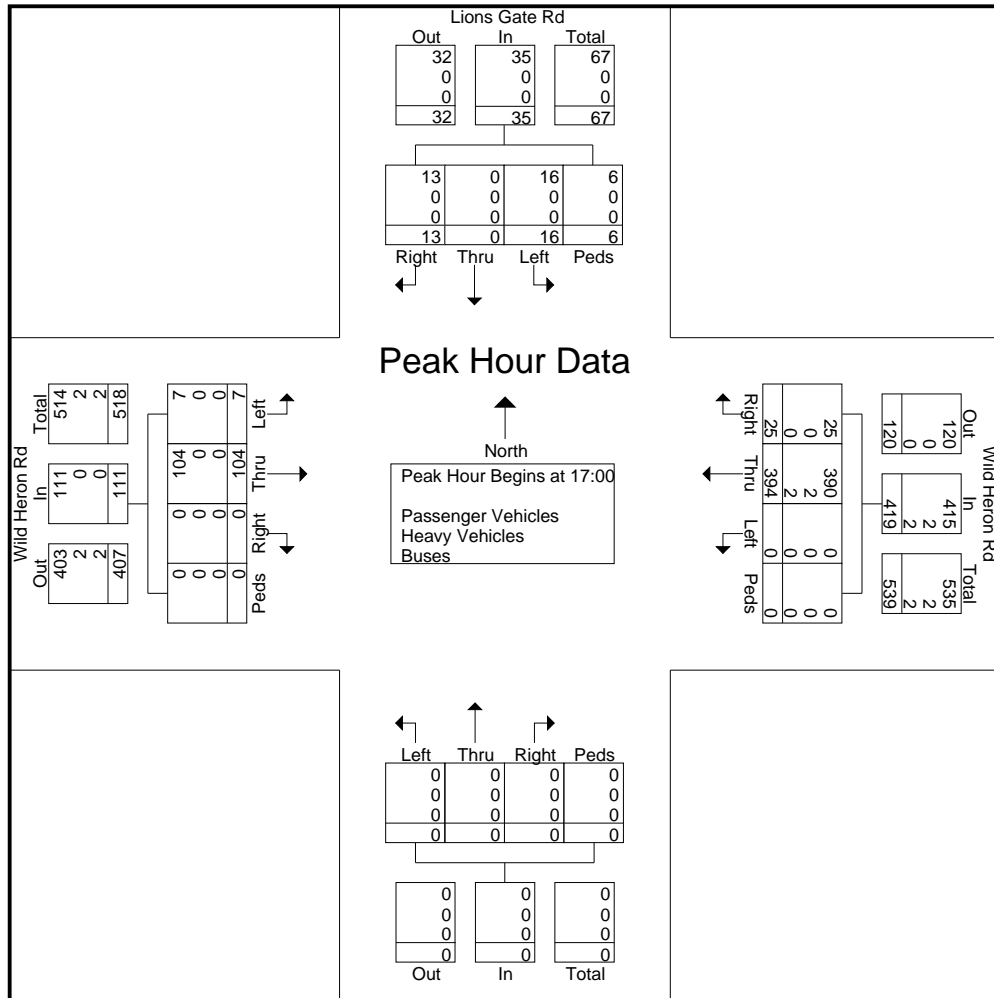 Lions Gate Rd
Out In Total
32 35 67
0 0 0
0 0 0
32 35 67
13 0 16 6
0 0 0 0
0 0 0 0
13 0 16 6
Right Thru Left Peds
Peak Hour Data
North
Peak Hour Begins at 17:00
Passenger Vehicles
Heavy Vehicles
Buses
Wild Heron Rd
Out In Total
403 111 514
2 0 2
2 0 2
407 111 518
0 0 104 7
0 0 0 0
0 0 0 0
0 0 104 7
Peds Right Thru Left
Wild Heron Rd
Out In Total
120 415 535
0 2 2
0 2 2
120 419 539
25 390 0 0
0 2 0 0
0 2 0 0
25 394 0 0
Right Thru Left Peds
Left Thru Right Peds
0 0 0 0
0 0 0 0
0 0 0 0
0 0 0 0
0 0 0
0 0 0
0 0 0
0 0 0
Out In Total